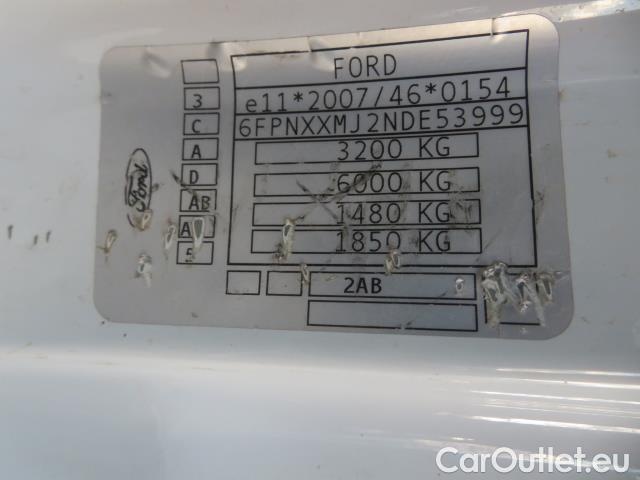 FORD
3 e11*2007/46*0154
C 6FPNXXMJ2NDE53999
A 3200 KG
D 6000 KG
AB 1480 KG
A 1850 KG
5
Ford
2AB
CarOutlet.eu